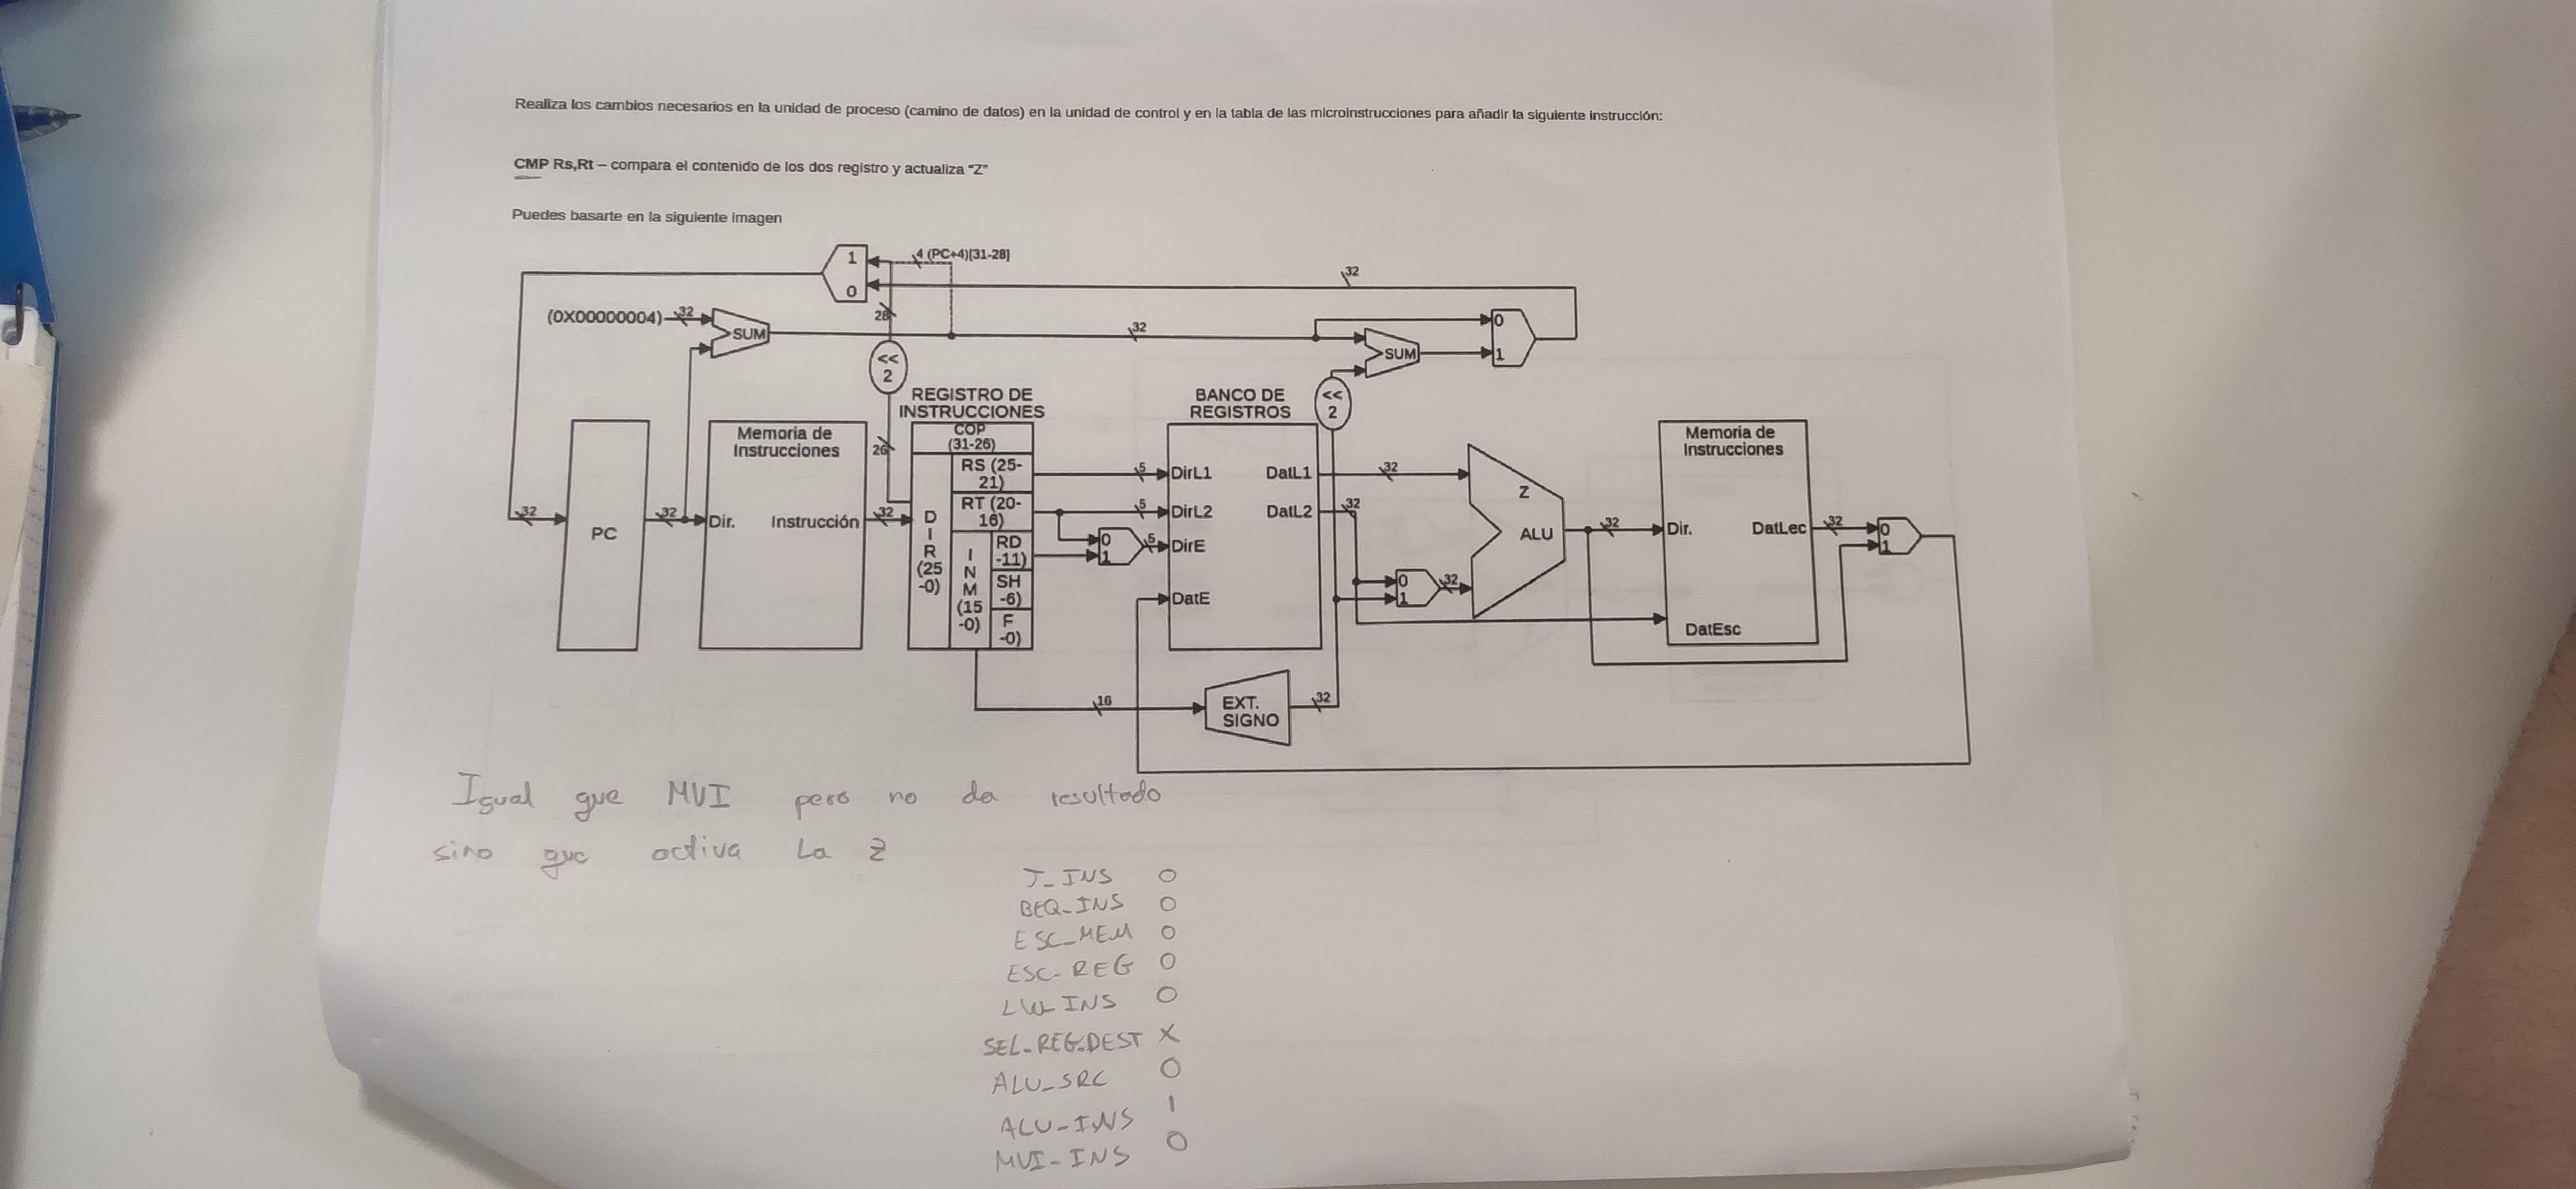 Realiza los cambios necesarios en la unidad de proceso (camino de datos) en la unidad de control y en la tabla de las microinstrucciones para añadir la siguiente instrucción:
CMP Rs,Rt – compara el contenido de los dos registro y actualiza "Z"
Puedes basarte en la siguiente imagen
1
0
4 (PC+4)[31-28]
32
(0X00000004)
32
SUM
28
32
<<
2
SUM
0
1
<<
2
REGISTRO DE
INSTRUCCIONES
BANCO DE
REGISTROS
32
PC
32
Memoria de
Instrucciones
Dir.
Instrucción
26
32
COP
(31-26)
RS (25-
21)
RT (20-
16)
RD
-11)
SH
-6)
F
-0)
D
I
R
(25
-0)
I
N
M
(15
-0)
5
5
0
1
5
DirL1
DirL2
DirE
DatE
DatL1
DatL2
32
32
0
1
32
Z
ALU
32
Memoria de
Instrucciones
Dir.
DatLec
DatEsc
32
0
1
16
EXT.
SIGNO
32
Igual que MVI pero no da resultado
sino que activa la Z
J_INS 0
BEQ_INS 0
ESC_MEM 0
ESC_REG 0
LW_INS 0
SEL_REG_DEST X
ALU_SRC 0
ALU_INS 1
MVI_INS 0